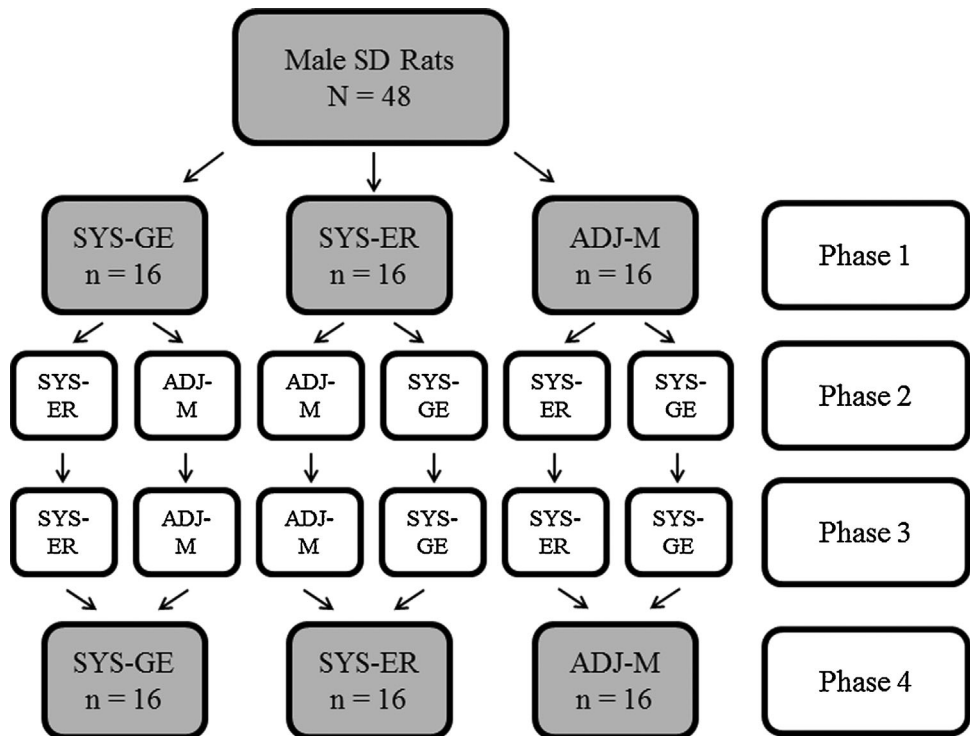 Male SD Rats
N = 48
SYS-GE
n = 16
SYS-ER
n = 16
ADJ-M
n = 16
Phase 1
SYS-
ER
ADJ-
M
ADJ-
M
SYS-
GE
SYS-
ER
SYS-
GE
Phase 2
SYS-
ER
ADJ-
M
ADJ-
M
SYS-
GE
SYS-
ER
SYS-
GE
Phase 3
SYS-GE
n = 16
SYS-ER
n = 16
ADJ-M
n = 16
Phase 4